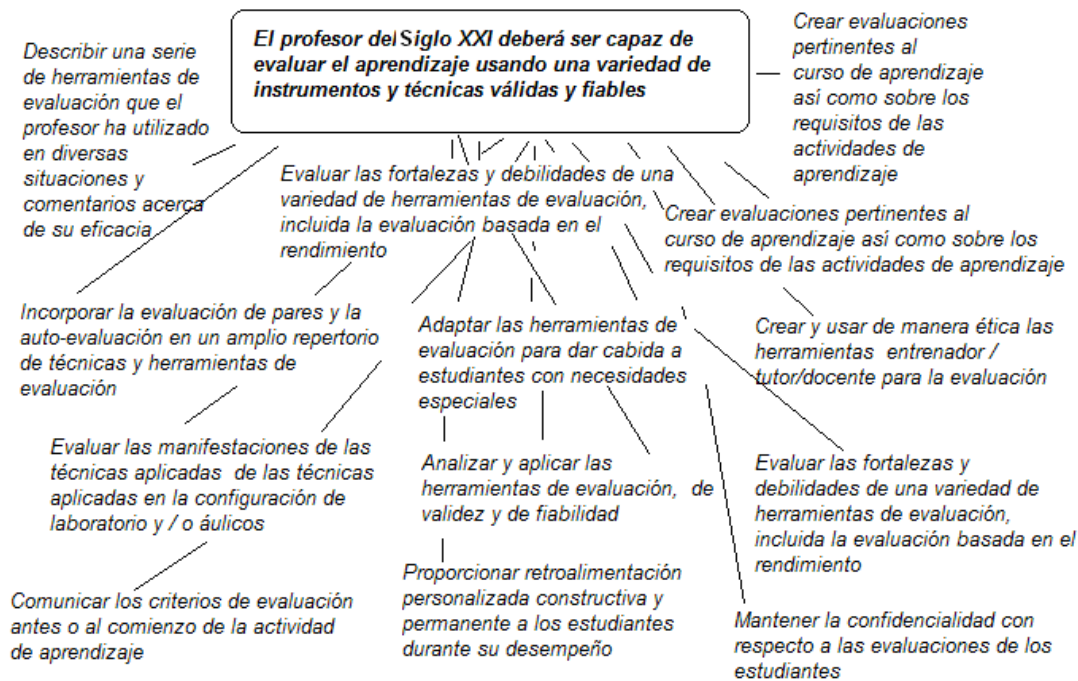 El profesor del Siglo XXI deberá ser capaz de
evaluar el aprendizaje usando una variedad de
instrumentos y técnicas válidas y fiables
Describir una serie
de herramientas de
evaluación que el
profesor ha utilizado
en diversas
situaciones y
comentarios acerca
de su eficacia
Crear evaluaciones
pertinentes al
curso de aprendizaje
así como sobre los
requisitos de las
actividades de
aprendizaje
Evaluar las fortalezas y debilidades de una
variedad de herramientas de evaluación,
incluida la evaluación basada en el
rendimiento
Crear evaluaciones pertinentes al
curso de aprendizaje así como sobre los
requisitos de las actividades de aprendizaje
Incorporar la evaluación de pares y la
auto-evaluación en un amplio repertorio
de técnicas y herramientas de
evaluación
Adaptar las herramientas de
evaluación para dar cabida a
estudiantes con necesidades
especiales
Crear y usar de manera ética las
herramientas entrenador /
tutor/docente para la evaluación
Evaluar las manifestaciones de las
técnicas aplicadas de las técnicas
aplicadas en la configuración de
laboratorio y / o áulicos
Analizar y aplicar las
herramientas de evaluación, de
validez y de fiabilidad
Evaluar las fortalezas y
debilidades de una variedad de
herramientas de evaluación,
incluida la evaluación basada en el
rendimiento
Comunicar los criterios de evaluación
antes o al comienzo de la actividad
de aprendizaje
Proporcionar retroalimentación
personalizada constructiva y
permanente a los estudiantes
durante su desempeño
Mantener la confidencialidad con
respecto a las evaluaciones de los
estudiantes